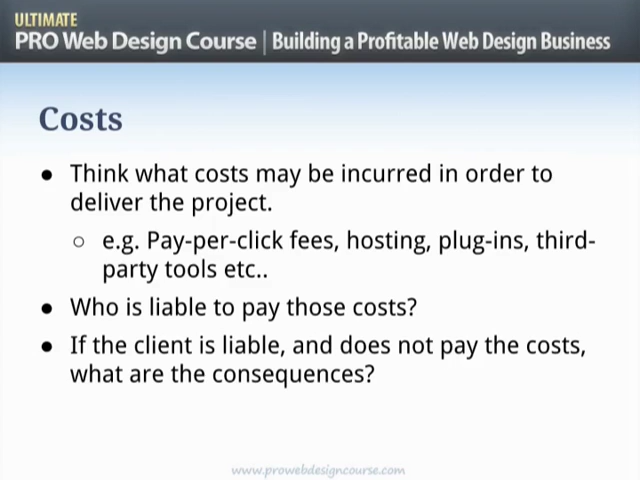 ULTIMATE
PRO Web Design Course | Building a Profitable Web Design Business
Costs
● Think what costs may be incurred in order to
deliver the project.
○ e.g. Pay-per-click fees, hosting, plug-ins, third-
party tools etc..
● Who is liable to pay those costs?
● If the client is liable, and does not pay the costs,
what are the consequences?
www.prowebdesigncourse.com